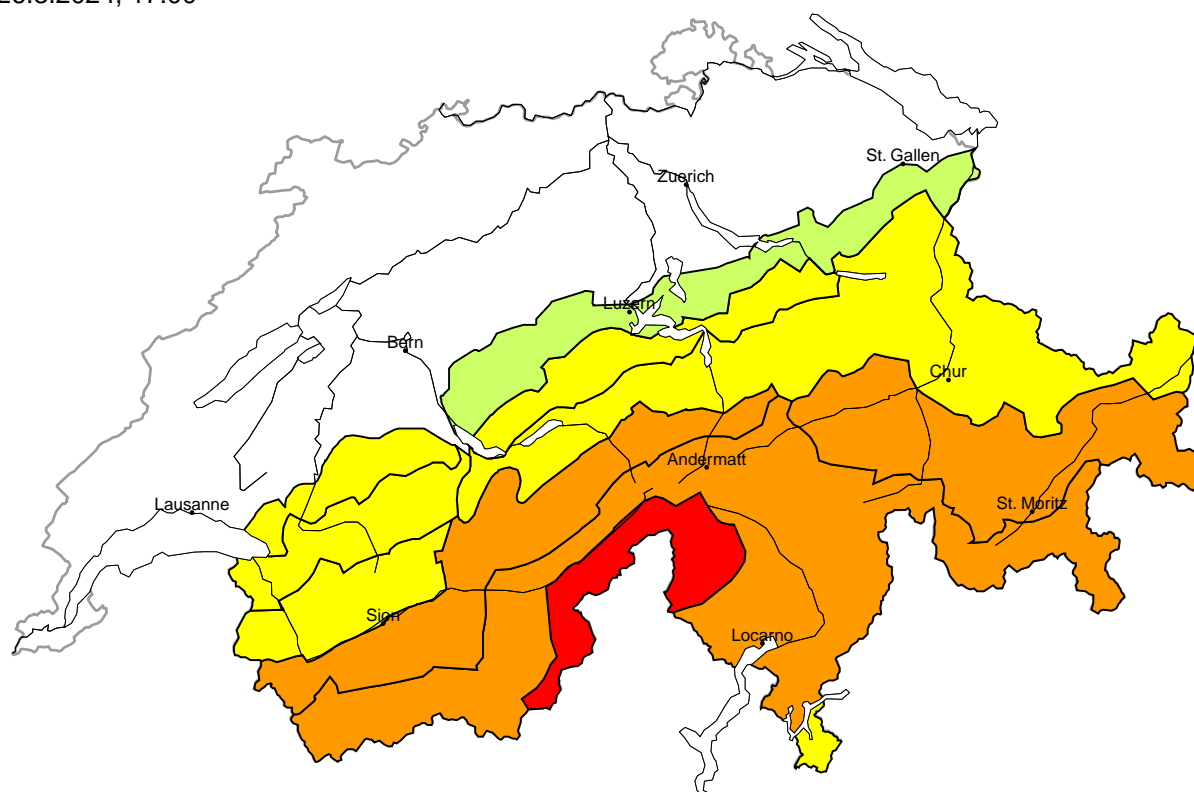 St. Gallen
Zuerich
Luzern
Bern
Chur
Andermatt
Lausanne
St. Moritz
Sion
Locarno